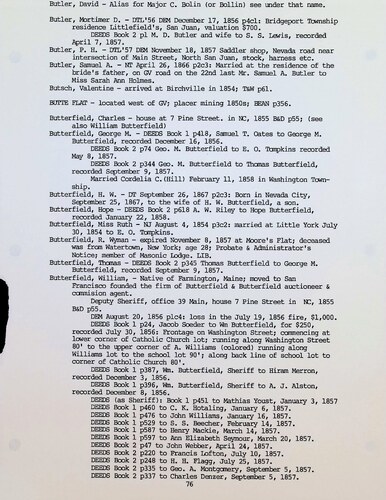 Butler, David - Alias for Major C. Bolin (or Bollin) see under that name.
Butler, Mortimer D. - DTL'56 DEM December 17, 1856 p4c1: Bridgeport Township
residence Littlefield's, San Juan, valuation $700.
DEEDS Book 2 p1 M. D. Butler and wife to S. S. Lewis, recorded
April 7, 1857.
Butler, P. H. - DTL'57 DEM November 18, 1857 Saddler shop, Nevada road near
intersection of Main Street, North San Juan, stock, harness etc.
Butler, Samuel A. - NT April 26, 1866 p2c3: Married at the residence of the
bride's father, on GV road on the 22nd last Mr. Samuel A. Butler to
Miss Sarah Ann Holmes.
Butsch, Valentine - arrived at Birchville in 1854; T&W p61.
BUTTE FLAT - located west of GV; placer mining 1850s; BEAN p356.
Butterfield, Charles - house at 7 Pine Street. in NC, 1855 B&D p55; (see
also William Butterfield)
Butterfield, George M. - DEEDS Book 1 p418, Samuel T. Oates to George M.
Butterfield, recorded December 16, 1856.
DEEDS Book 2 p74 Geo. M. Butterfield to E. O. Tompkins recorded
May 8, 1857.
DEEDS Book 2 p344 Geo. M. Butterfield to Thomas Butterfield,
recorded September 9, 1857.
Married Cordelia C.(Hill) February 11, 1858 in Washington Town-
ship.
Butterfield, H. W. - DT September 26, 1867 p2c3: Born in Nevada City,
September 25, 1867, to the wife of H. W. Butterfield, a son.
Butterfield, Hope - DEEDS Book 2 p618 A. W. Riley to Hope Butterfield,
recorded January 22, 1858.
Butterfield, Miss Ruth - NJ August 4, 1854 p3c2: married at Little York July
30, 1854 to E. O. Tompkins.
Butterfield, R. Wyman - expired November 8, 1857 at Moore's Flat; deceased
was from Watertown, New York; age 28; Probate & Administrator's
Notice; member of Masonic Lodge. LIB.
Butterfield, Thomas - DEEDS Book 2 p345 Thomas Butterfield to George M.
Butterfield, recorded September 9, 1857.
Butterfield, William, - Native of Farmington, Maine; moved to San
Francisco founded the firm of Butterfield & Butterfield auctioneer &
commision agent.
Deputy Sheriff, office 39 Main, house 7 Pine Street in NC, 1855
B&D p55.
DEM August 20, 1856 p1c4: loss in the July 19, 1856 fire, $1,000.
DEEDS Book 1 p24, Jacob Soeder to Wm Butterfield, for $250,
recorded July 30, 1856: Frontage on Washington Street; commencing at
lower corner of Catholic Church lot; running along Washington Street
80' to the upper corner of A. Williams (colored) running along
Williams lot to the school lot 90'; along back line of school lot to
corner of Catholic Church 80'.
DEEDS Book 1 p387, Wm. Butterfield, Sheriff to Hiram Merron,
recorded December 3, 1856.
DEEDS Book 1 p396, Wm. Butterfield, Sheriff to A. J. Alston,
recorded December 8, 1856.
DEEDS (as Sheriff): Book 1 p451 to Mathias Youst, January 3, 1857
DEEDS Book 1 p460 to C. K. Hotaling, January 6, 1857.
DEEDS Book 1 p476 to John Williams, January 16, 1857.
DEEDS Book 1 p529 to S. S. Beecher, February 14, 1857.
DEEDS Book 1 p587 to Henry Mackie, March 14, 1857.
DEEDS Book 1 p597 to Ann Elizabeth Seymour, March 20, 1857.
DEEDS Book 2 p47 to John Webber, April 24, 1857.
DEEDS Book 2 p220 to Francis Lofton, July 10, 1857.
DEEDS Book 2 p248 to H. H. Flagg, July 25, 1857.
DEEDS Book 2 p335 to Geo. A. Montgomery, September 5, 1857.
DEEDS Book 2 p337 to Charles Denzer, September 5, 1857.
76